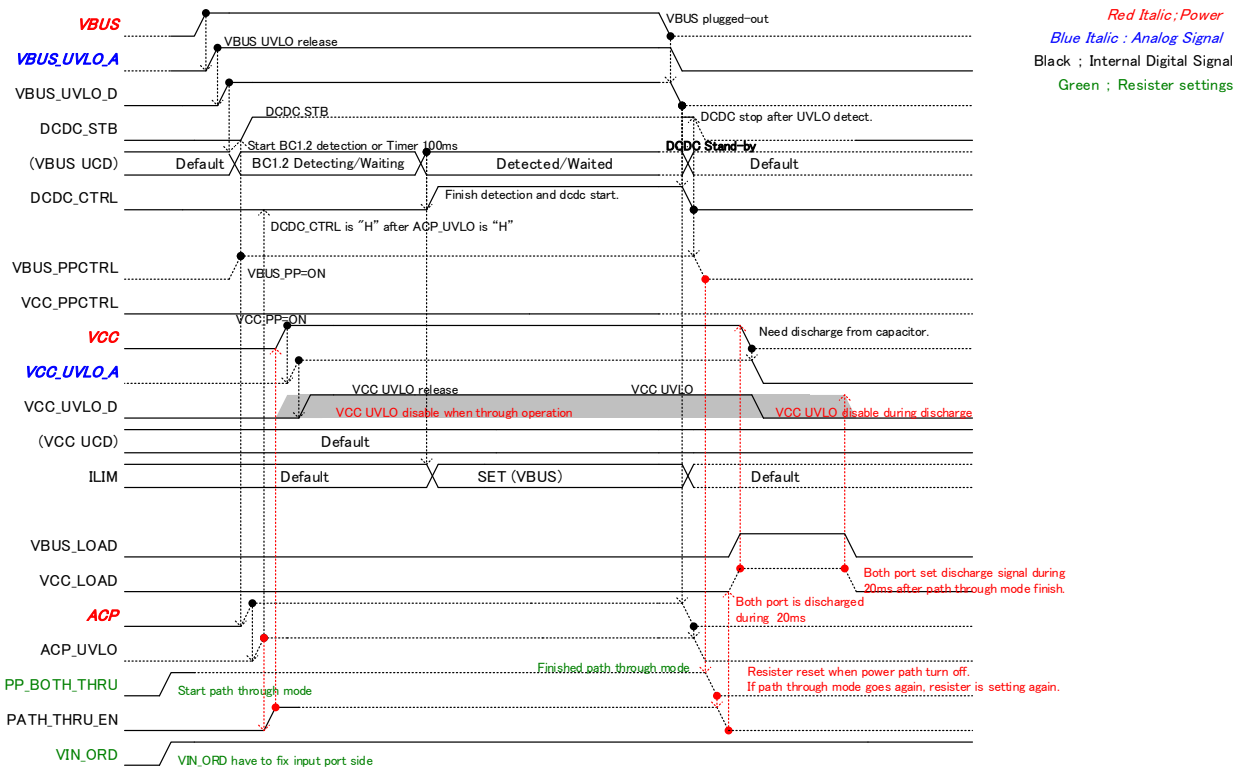 VBUS
VBUS plugged-out
Red Italic ; Power
VBUS_UVLO_A
VBUS UVLO release
Blue Italic : Analog Signal
Black ; Internal Digital Signal
VBUS_UVLO_D
Green ; Resister settings
DCDC_STB
DCDC STB
DCDC stop after UVLO detect.
Start BC1.2 detection or Timer 100ms
DCDC Stand-by
(VBUS UCD)
Default
BC1.2 Detecting/Waiting
Detected/Waited
Default
DCDC_CTRL
Finish detection and dcdc start.
DCDC_CTRL is "H" after ACP_UVLO is "H"
VBUS_PPCTRL
VBUS_PP=ON
VCC_PPCTRL
VCC PP=ON
VCC
Need discharge from capacitor.
VCC_UVLO_A
VCC UVLO release
VCC UVLO
VCC_UVLO_D
VCC UVLO disable when through operation
VCC UVLO disable during discharge
(VCC UCD)
Default
ILIM
Default
SET (VBUS)
Default
VBUS_LOAD
VCC_LOAD
Both port set discharge signal during
20ms after path through mode finish.
Both port is discharged
during 20ms
ACP
ACP_UVLO
Finished path through mode
Resister reset when power path turn off.
If path through mode goes again, resister is setting again.
PP_BOTH_THRU
Start path through mode
PATH_THRU_EN
VIN_ORD
VIN_ORD have to fix input port side